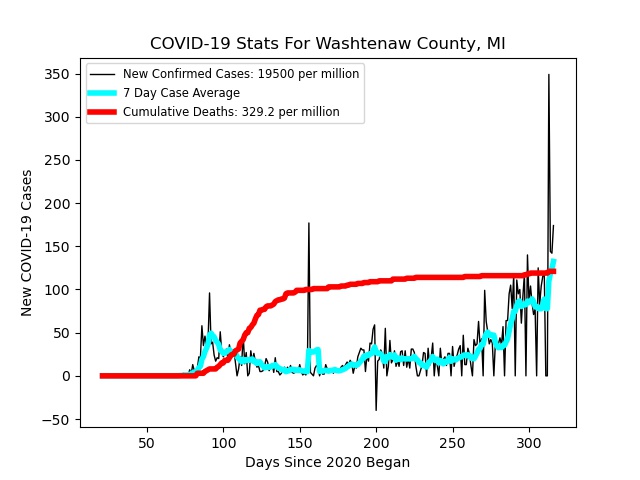 COVID-19 Stats For Washtenaw County, MI
New Confirmed Cases: 19500 per million
7 Day Case Average
Cumulative Deaths: 329.2 per million
350
300
250
200
150
100
50
0
−50
New COVID-19 Cases
50 100 150 200 250 300
Days Since 2020 Began